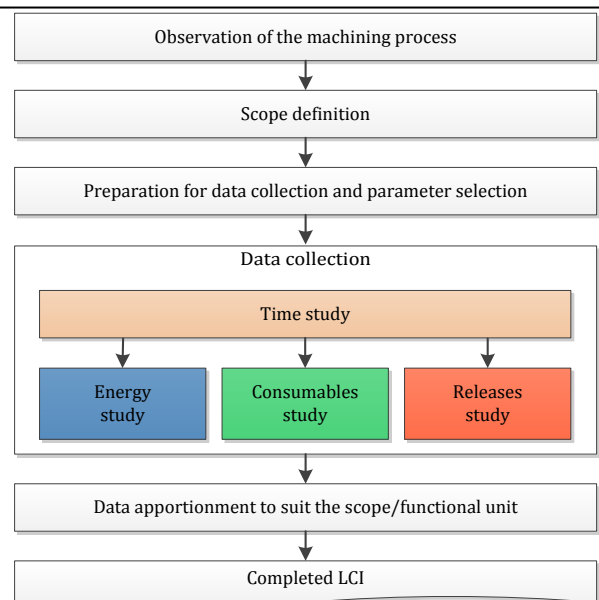 Observation of the machining process
Scope definition
Preparation for data collection and parameter selection
Data collection
Time study
Energy
study
Consumables
study
Releases
study
Data apportionment to suit the scope/functional unit
Completed LCI